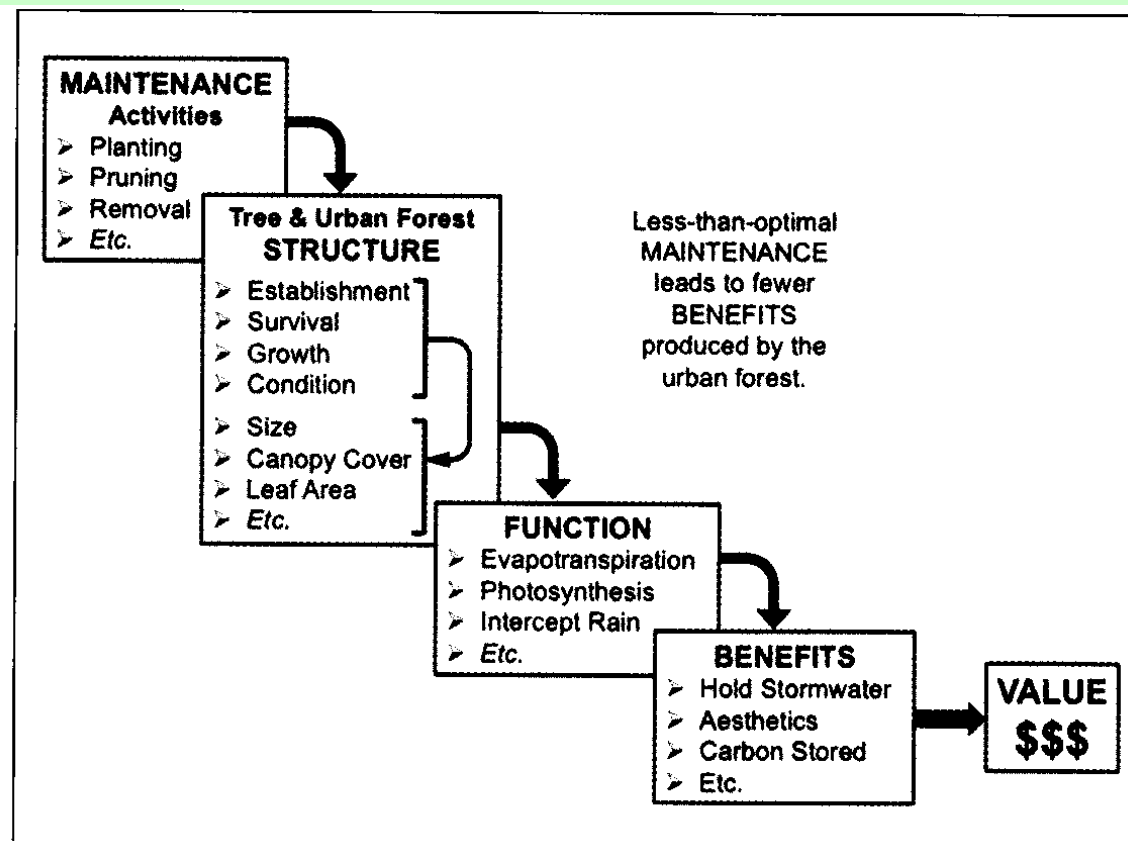 MAINTENANCE
Activities
➢ Planting
➢ Pruning
➢ Removal
➢ Etc.
Tree & Urban Forest
STRUCTURE
➢ Establishment
➢ Survival
➢ Growth
➢ Condition
➢ Size
➢ Canopy Cover
➢ Leaf Area
➢ Etc.
Less-than-optimal
MAINTENANCE
leads to fewer
BENEFITS
produced by the
urban forest.
FUNCTION
➢ Evapotranspiration
➢ Photosynthesis
➢ Intercept Rain
➢ Etc.
BENEFITS
➢ Hold Stormwater
➢ Aesthetics
➢ Carbon Stored
➢ Etc.
VALUE
$$$